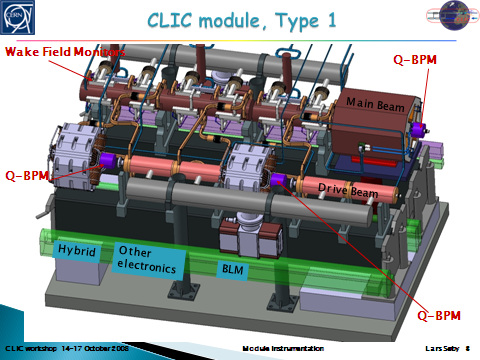 CERN
CLIC module, Type 1
Wake Field Monitors
Q-BPM
Main Beam
Q-BPM
Drive Beam
Hybrid
Other
electronics
BLM
Q-BPM
CLIC workshop 14-17 October 2008
Module Instrumentation
Lars Søby 8